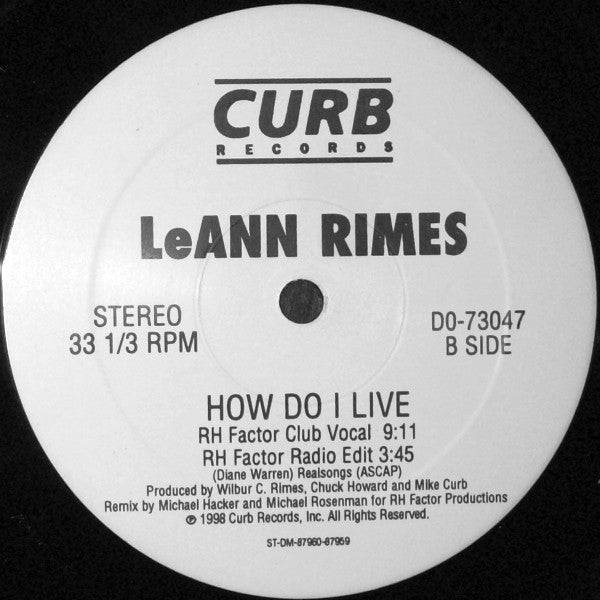 CURB
RECORDS
LeANN RIMES
STEREO
33 1/3 RPM
D0-73047
B SIDE
HOW DO I LIVE
RH Factor Club Vocal 9:11
RH Factor Radio Edit 3:45
(Diane Warren) Realsongs (ASCAP)
Produced by Wilbur C. Rimes, Chuck Howard and Mike Curb
Remix by Michael Hacker and Michael Rosenman for RH Factor Productions
℗ 1998 Curb Records, Inc. All Rights Reserved.
ST-DM-87960-87959